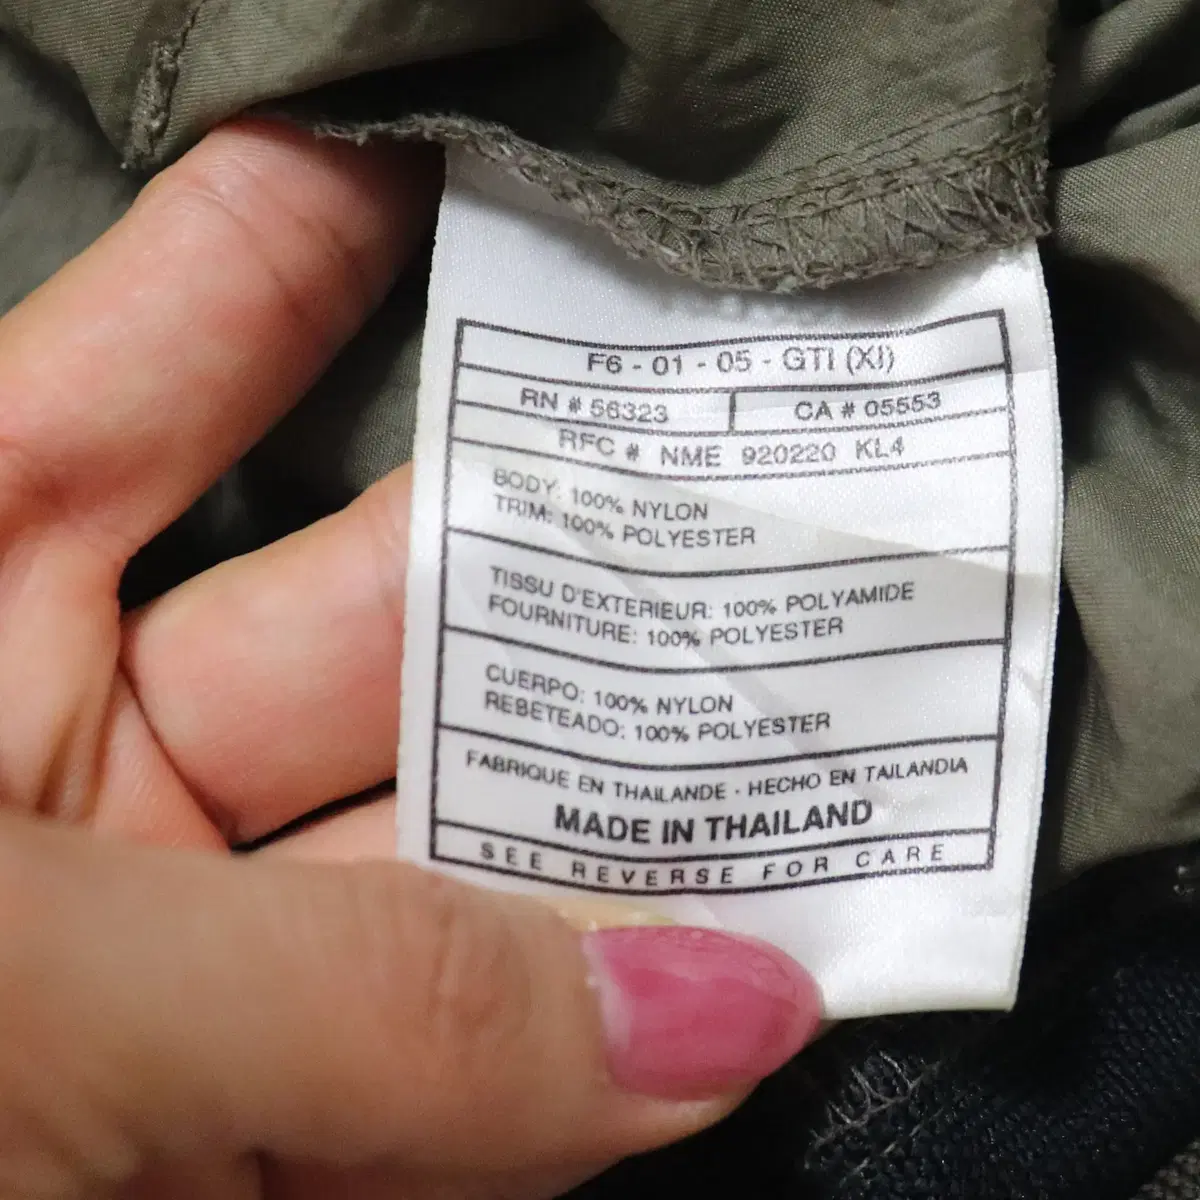 F6 - 01 - 05 - GTI (XI)
RN # 56323 CA # 05553
RFC # NME 920220 KL4
BODY: 100% NYLON
TRIM: 100% POLYESTER
TISSU D'EXTERIEUR: 100% POLYAMIDE
FOURNITURE: 100% POLYESTER
CUERPO: 100% NYLON
REBETEADO: 100% POLYESTER
FABRIQUE EN THAILANDE - HECHO EN TAILANDIA
MADE IN THAILAND
SEE REVERSE FOR CARE